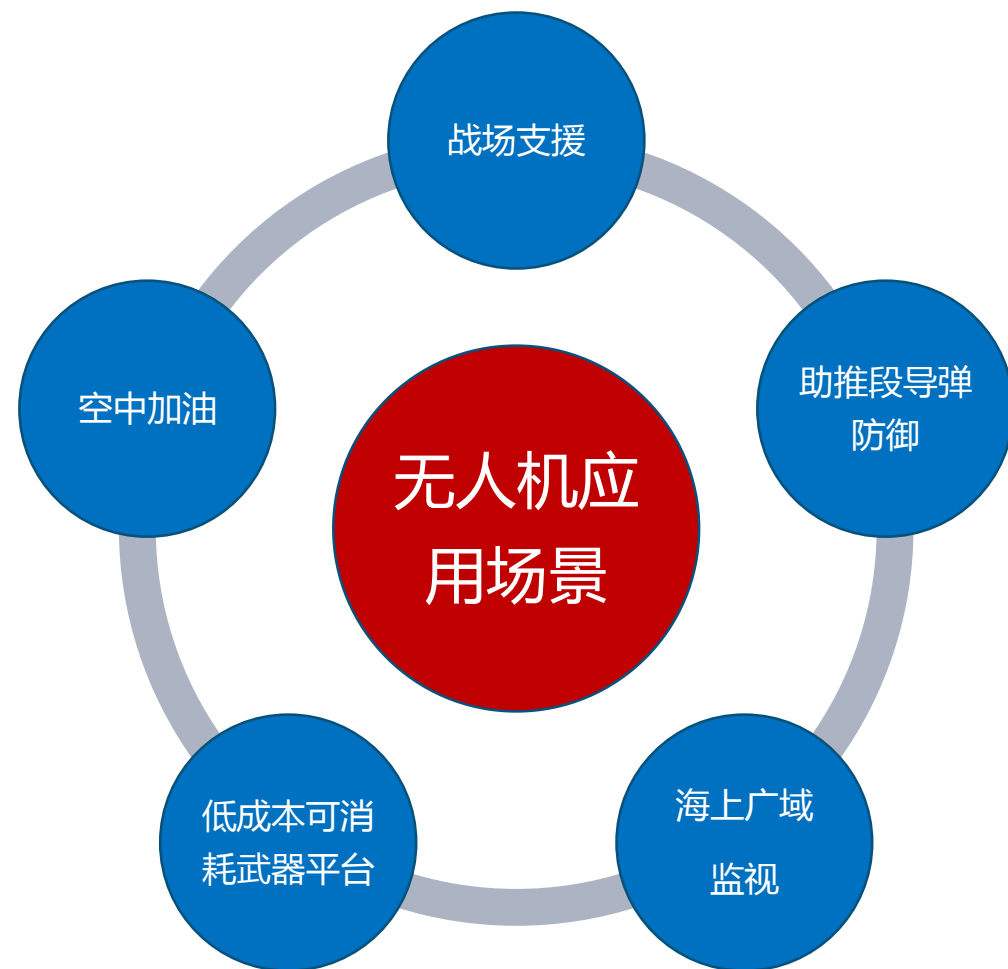 战场支援
助推段导弹
防御
空中加油
无人机应
用场景
海上广域
监视
低成本可消
耗武器平台